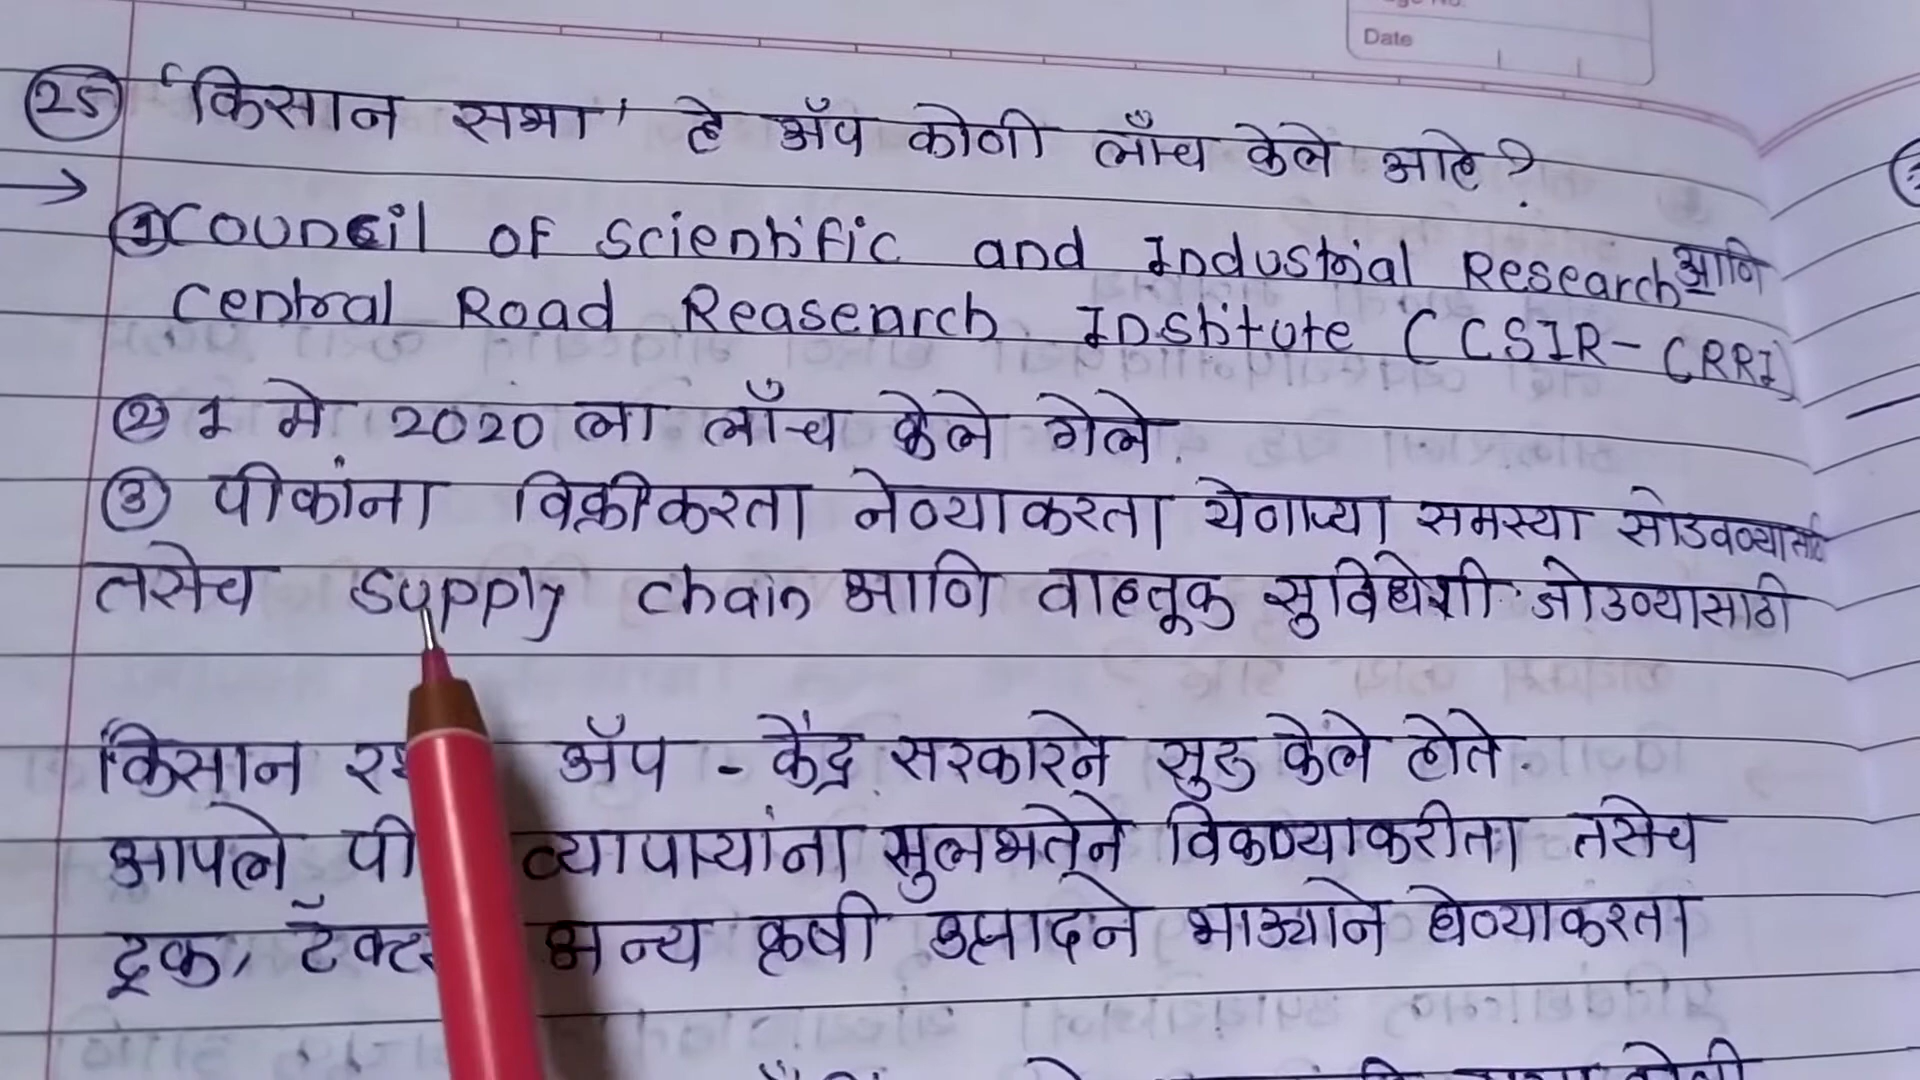 Date
25 'किसान सभा' हे ॲप कोणी लाँच केले आहे?
→
① Council of Scientific and Industrial Research आणि
Central Road Reasearch Institute (CSIR-CRRI)
② 1 मे 2020 ला लाँच केले गेले.
③ पीकांना विक्रीकरता नेण्याकरता येणाऱ्या समस्या सोडवण्यासाठी
तसेच Supply chain आणि वाहतूक सुविधेशी जोडण्यासाठी
किसान ॲप - केंद्र सरकारने सुरु केंले होते.
आपले व्यापाऱ्यांना सुलभतेने विकण्याकरीता तसेच
ट्रक, अन्य कृषी उत्पादने भाड्याने घेण्याकरता